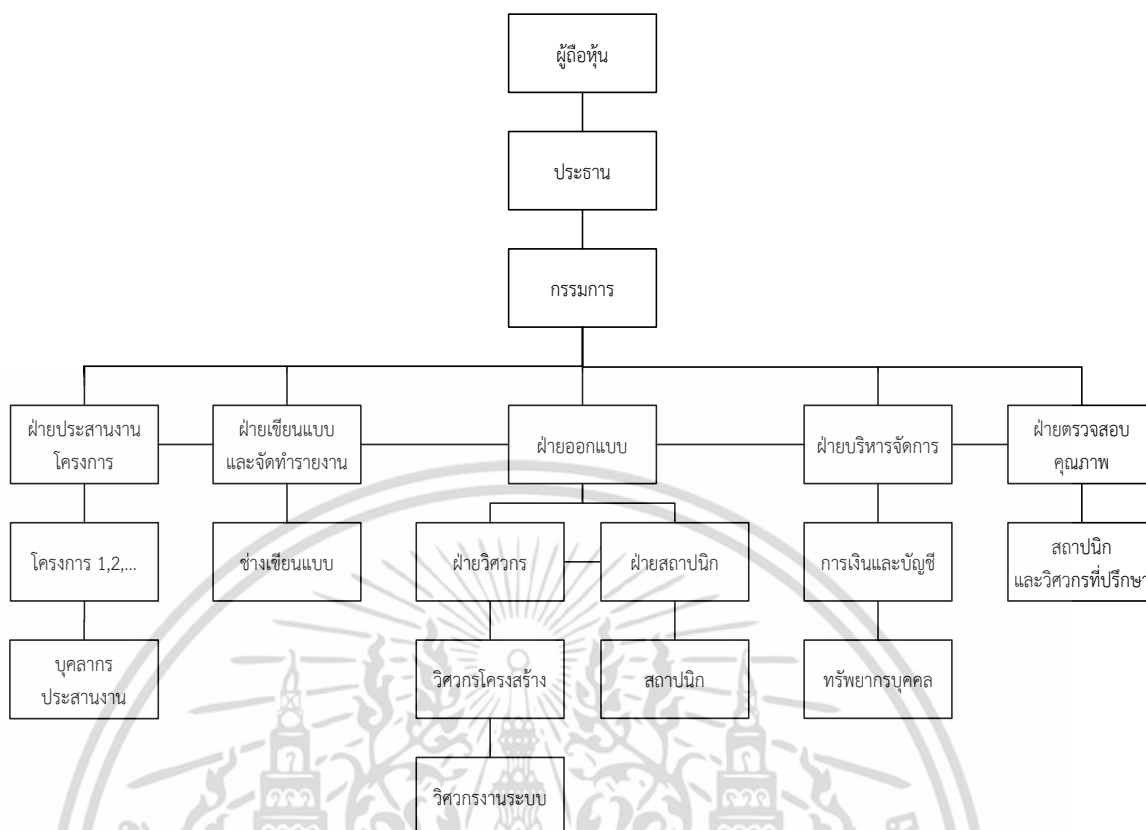 ผู้ถือหุ้น
ประธาน
กรรมการ
ฝ่ายประสานงาน
โครงการ
ฝ่ายเขียนแบบ
และจัดทำรายงาน
ฝ่ายออกแบบ
ฝ่ายบริหารจัดการ
ฝ่ายตรวจสอบ
คุณภาพ
โครงการ 1,2,...
ช่างเขียนแบบ
ฝ่ายวิศวกร
ฝ่ายสถาปนิก
การเงินและบัญชี
สถาปนิก
และวิศวกรที่ปรึกษา
บุคลากร
ประสานงาน
วิศวกรโครงสร้าง
สถาปนิก
ทรัพยากรบุคคล
วิศวกรงานระบบ